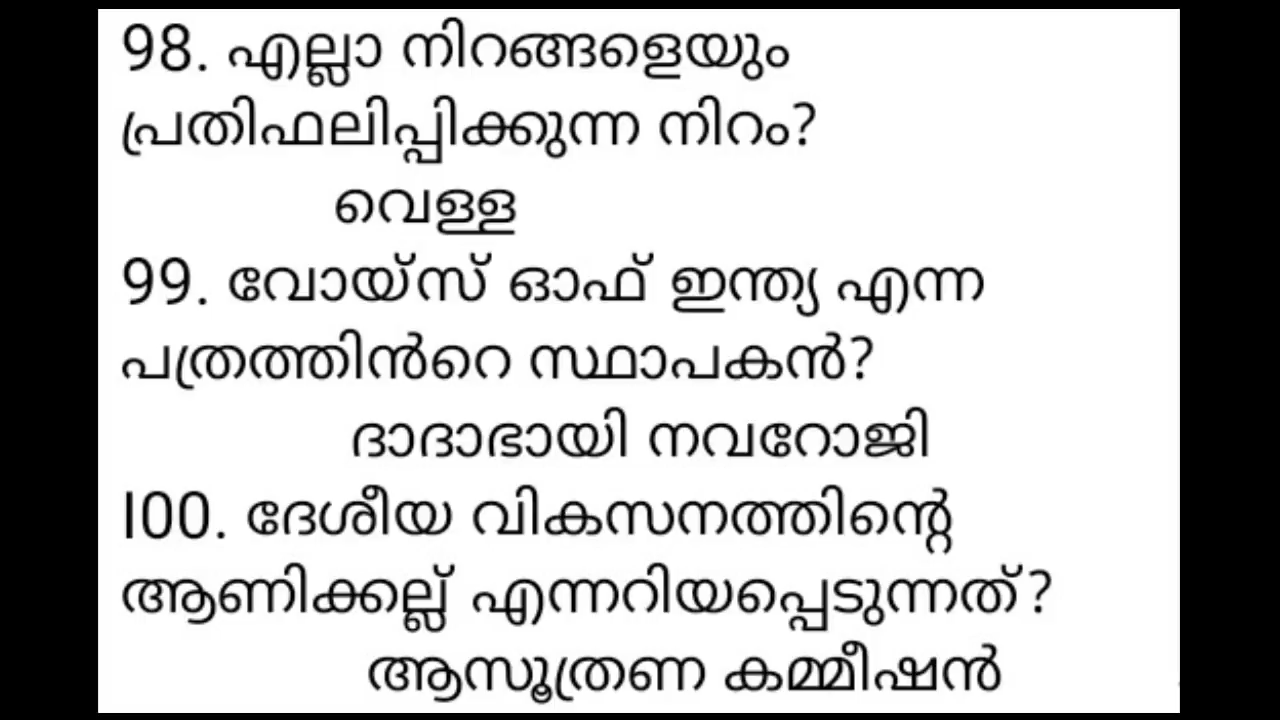 98. എല്ലാ നിറങ്ങളെയും
പ്രതിഫലിപ്പിക്കുന്ന നിറം?
വെള്ള
99. വോയ്സ് ഓഫ് ഇന്ത്യ എന്ന
പത്രത്തിൻറെ സ്ഥാപകൻ?
ദാദാഭായി നവറോജി
l00. ദേശീയ വികസനത്തിന്റെ
ആണിക്കല്ല് എന്നറിയപ്പെടുന്നത്?
ആസൂത്രണ കമ്മീഷൻ